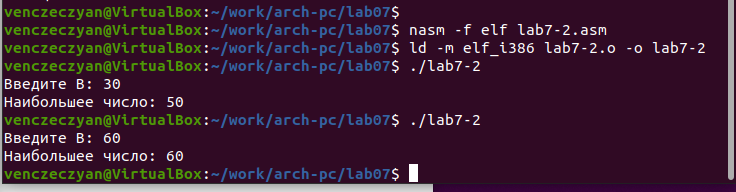 venczeczyan@VirtualBox:~/work/arch-pc/lab07$
venczeczyan@VirtualBox:~/work/arch-pc/lab07$ nasm -f elf lab7-2.asm
venczeczyan@VirtualBox:~/work/arch-pc/lab07$ ld -m elf_i386 lab7-2.o -o lab7-2
venczeczyan@VirtualBox:~/work/arch-pc/lab07$ ./lab7-2
Введите B: 30
Наибольшее число: 50
venczeczyan@VirtualBox:~/work/arch-pc/lab07$ ./lab7-2
Введите B: 60
Наибольшее число: 60
venczeczyan@VirtualBox:~/work/arch-pc/lab07$